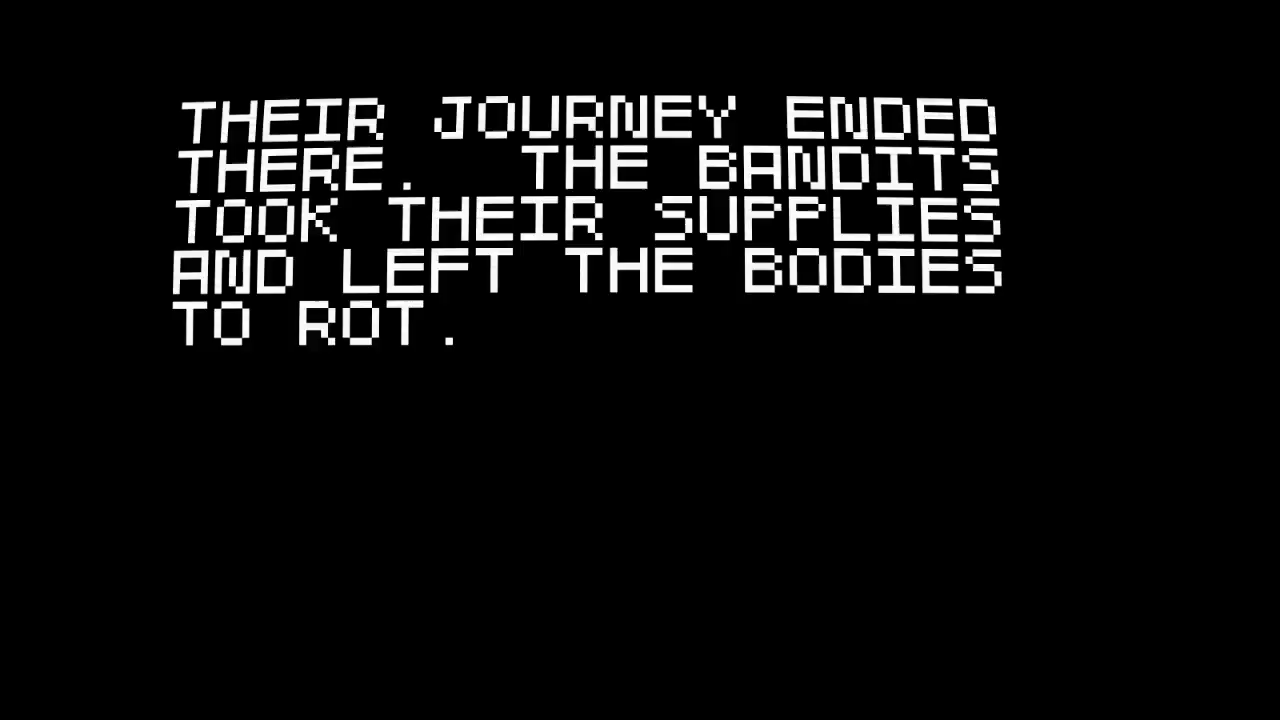 THEIR JOURNEY ENDED
THERE.  THE BANDITS
TOOK THEIR SUPPLIES
AND LEFT THE BODIES
TO ROT.